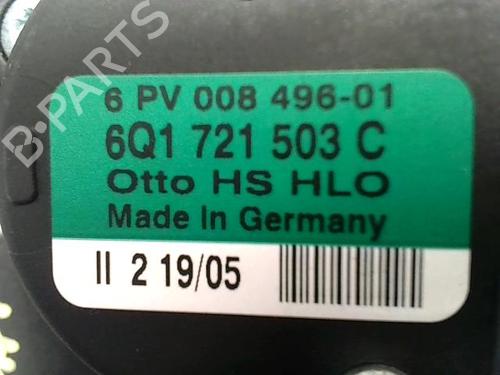 B-PARTS
6 PV 008 496-01
6Q1 721 503 C
Otto HS HLO
Made In Germany
II 2 19/05